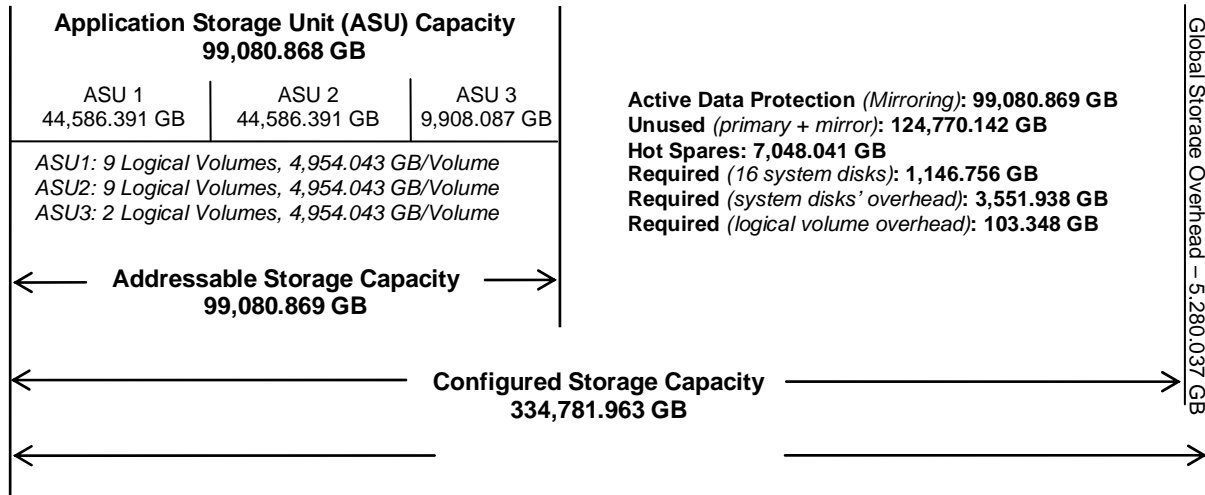 Application Storage Unit (ASU) Capacity
99,080.868 GB
ASU 1
44,586.391 GB
ASU 2
44,586.391 GB
ASU 3
9,908.087 GB
ASU1: 9 Logical Volumes, 4,954.043 GB/Volume
ASU2: 9 Logical Volumes, 4,954.043 GB/Volume
ASU3: 2 Logical Volumes, 4,954.043 GB/Volume
Addressable Storage Capacity
99,080.869 GB
Active Data Protection (Mirroring): 99,080.869 GB
Unused (primary + mirror): 124,770.142 GB
Hot Spares: 7,048.041 GB
Required (16 system disks): 1,146.756 GB
Required (system disks' overhead): 3,551.938 GB
Required (logical volume overhead): 103.348 GB
Configured Storage Capacity
334,781.963 GB
Global Storage Overhead – 5.280.037 GB